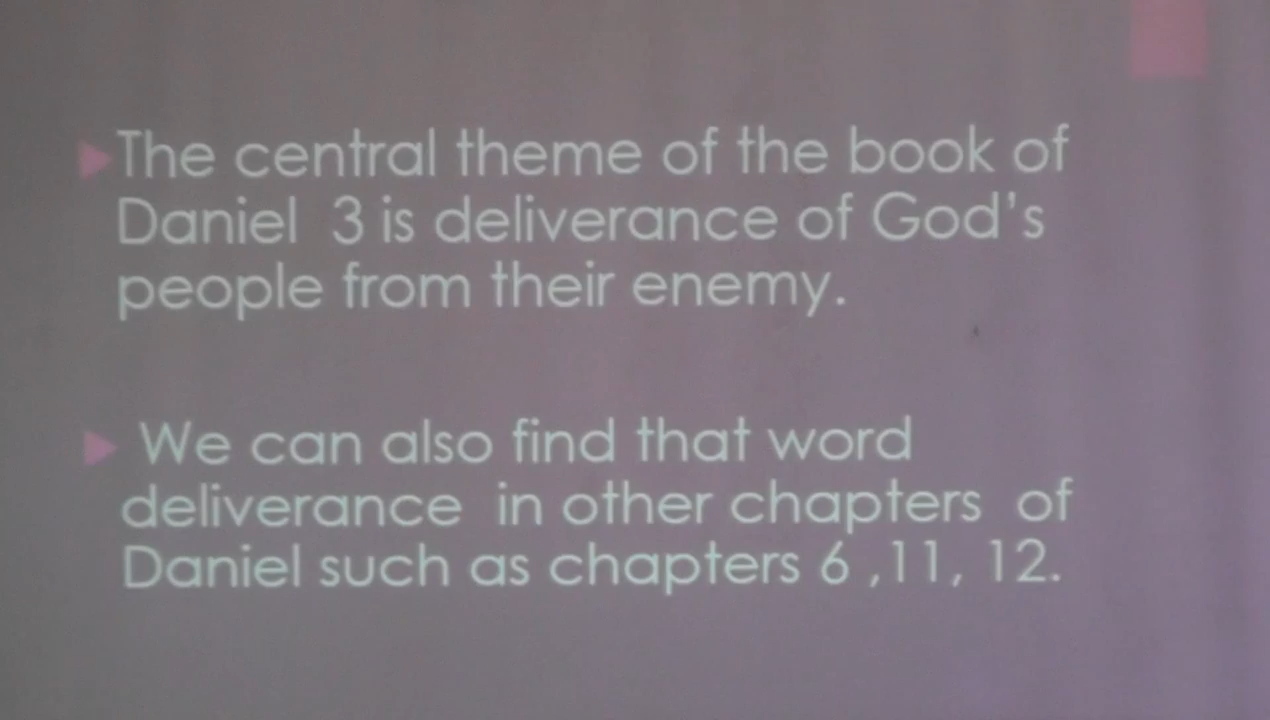 The central theme of the book of
Daniel 3 is deliverance of God's
people from their enemy.
We can also find that word
deliverance in other chapters of
Daniel such as chapters 6 ,11, 12.